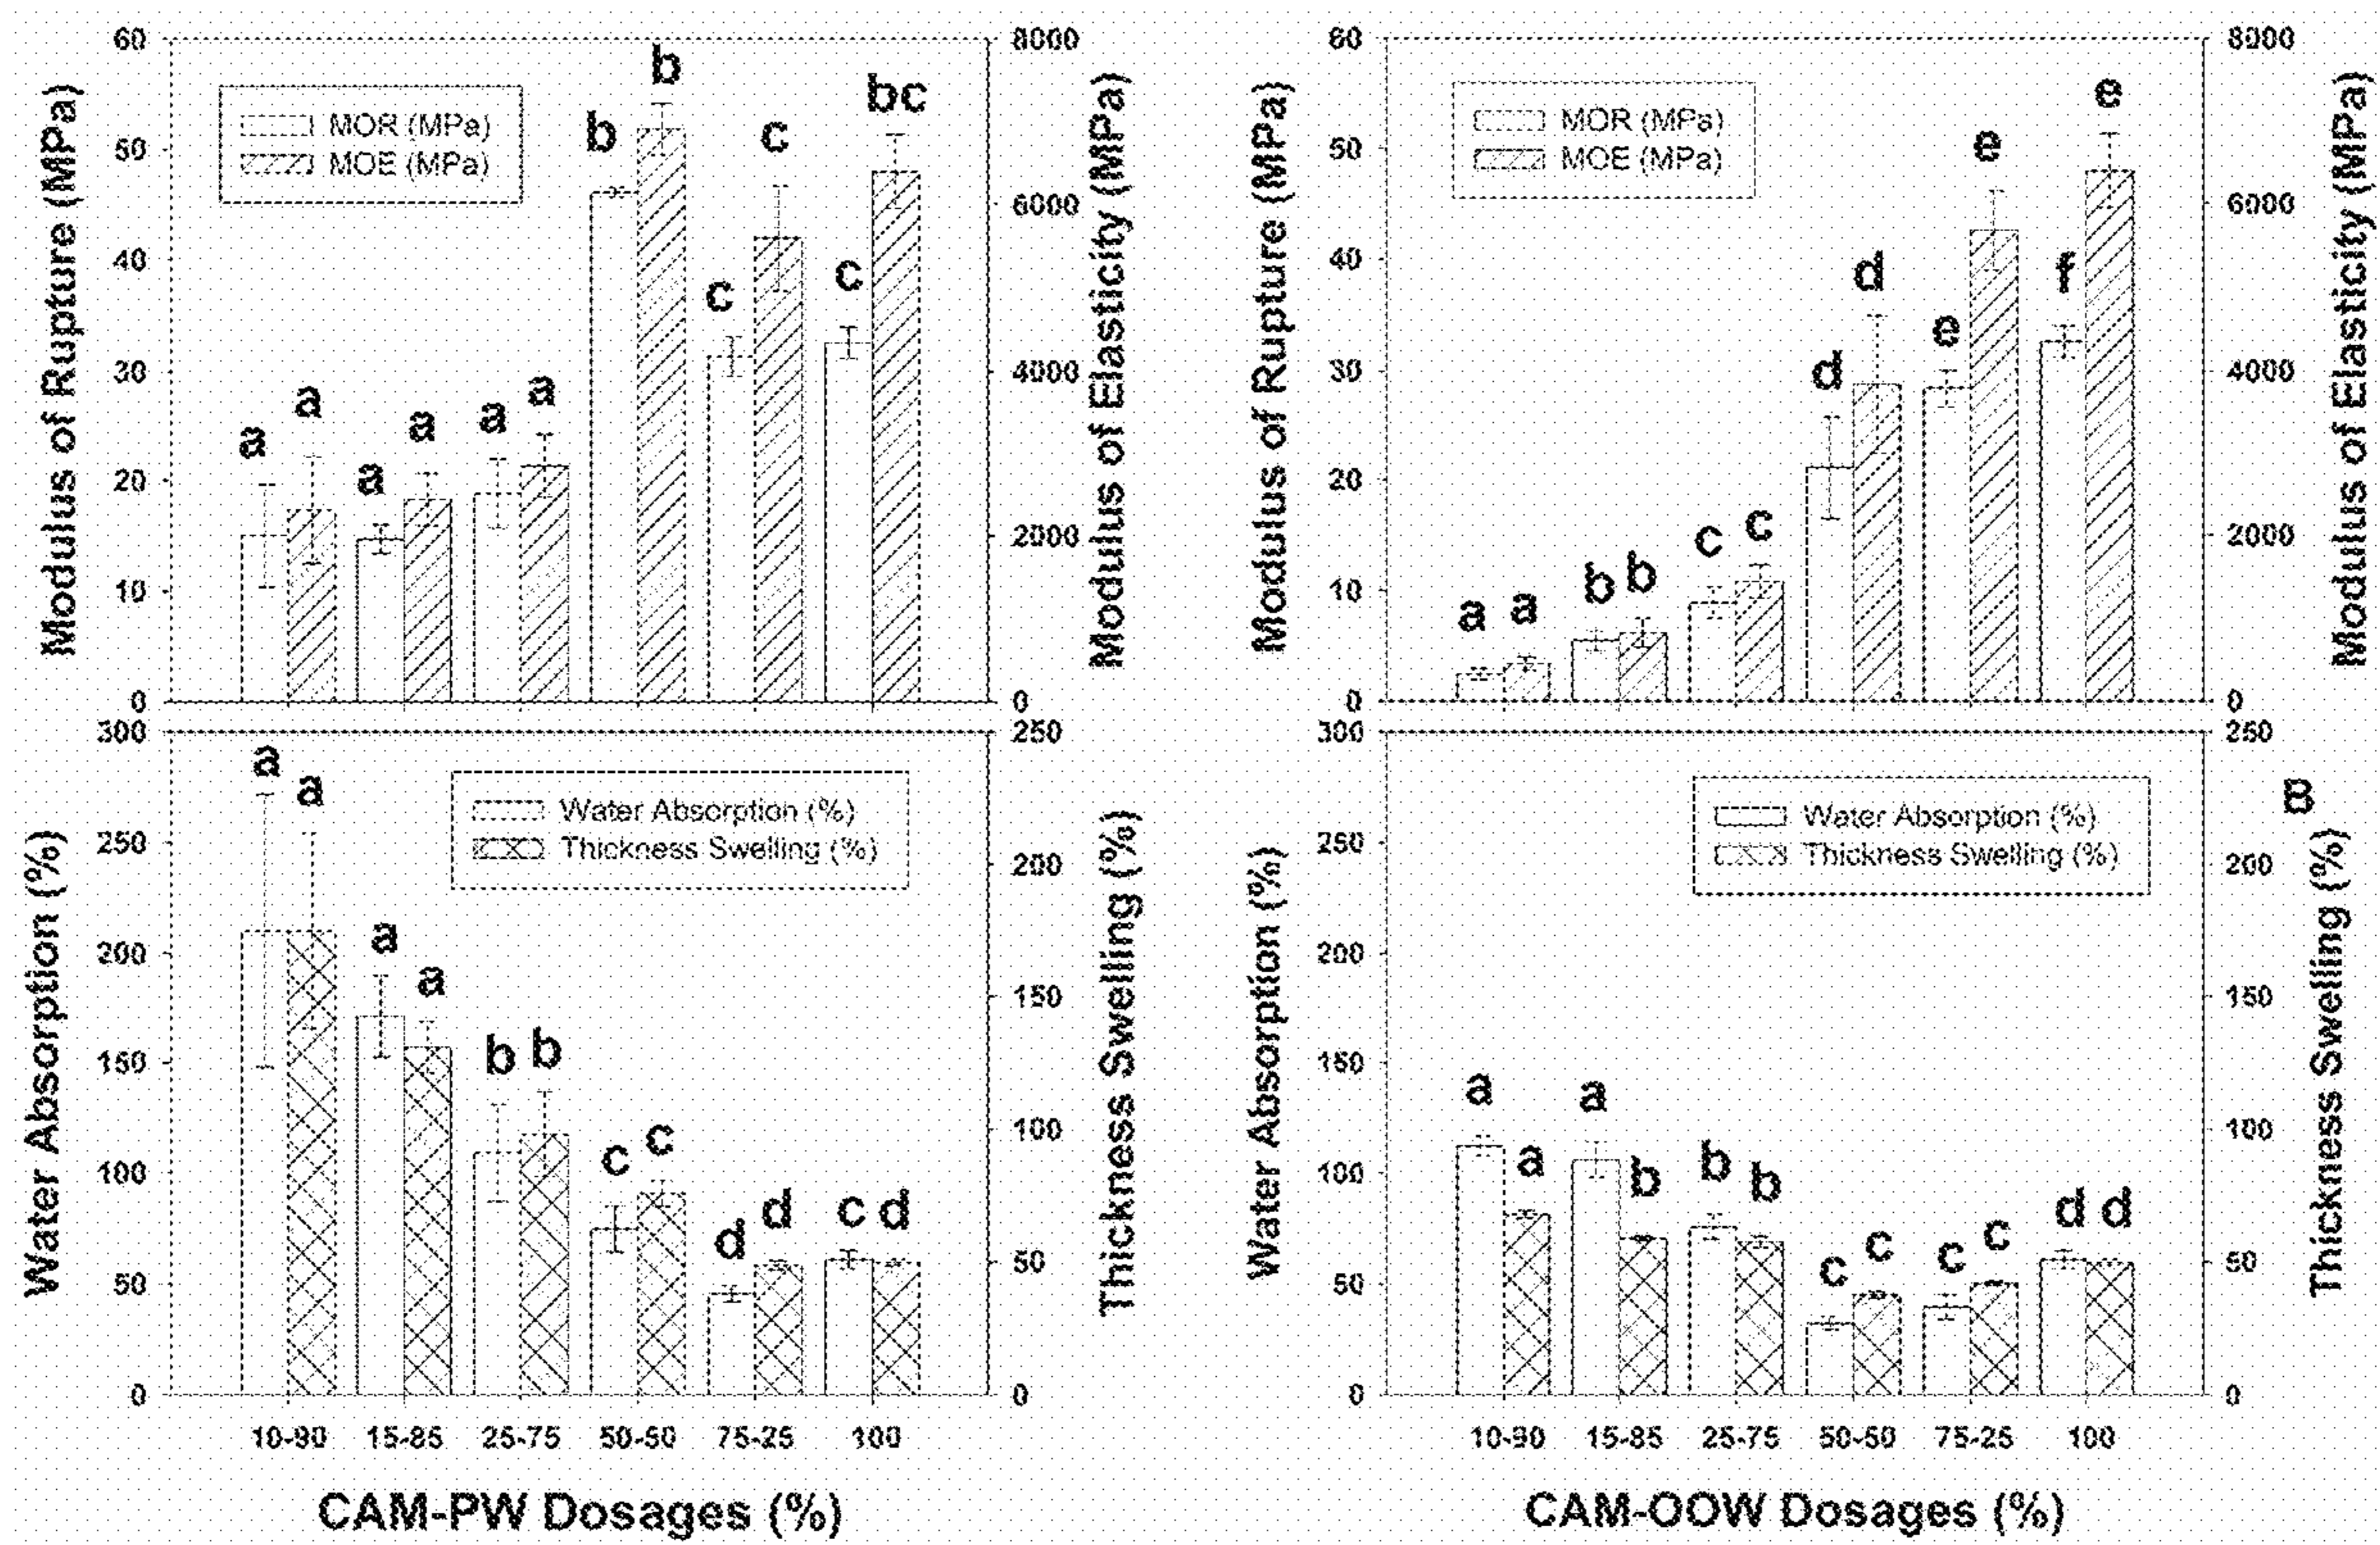 Modulus of Rupture (MPa)
60
50
40
30
20
10
0
MOR (MPa)
MOE (MPa)
a a a a a a b b c c c bc
8000
6000
4000
2000
0
Modulus of Elasticity (MPa)
Modulus of Rupture (MPa)
60
50
40
30
20
10
0
MOR (MPa)
MOE (MPa)
a a b b c c d d e e f e
8000
6000
4000
2000
0
Modulus of Elasticity (MPa)
Water Absorption (%)
300
250
200
150
100
50
0
Water Absorption (%)
Thickness Swelling (%)
a a a a b b c c d d c d
250
200
150
100
50
0
Thickness Swelling (%)
10-90 15-85 25-75 50-50 75-25 100
CAM-PW Dosages (%)
Water Absorption (%)
300
250
200
150
100
50
0
Water Absorption (%)
Thickness Swelling (%)
a a a b b b c c c c d d
250
200
150
100
50
0
B
Thickness Swelling (%)
10-90 15-85 25-75 50-50 75-25 100
CAM-OOW Dosages (%)